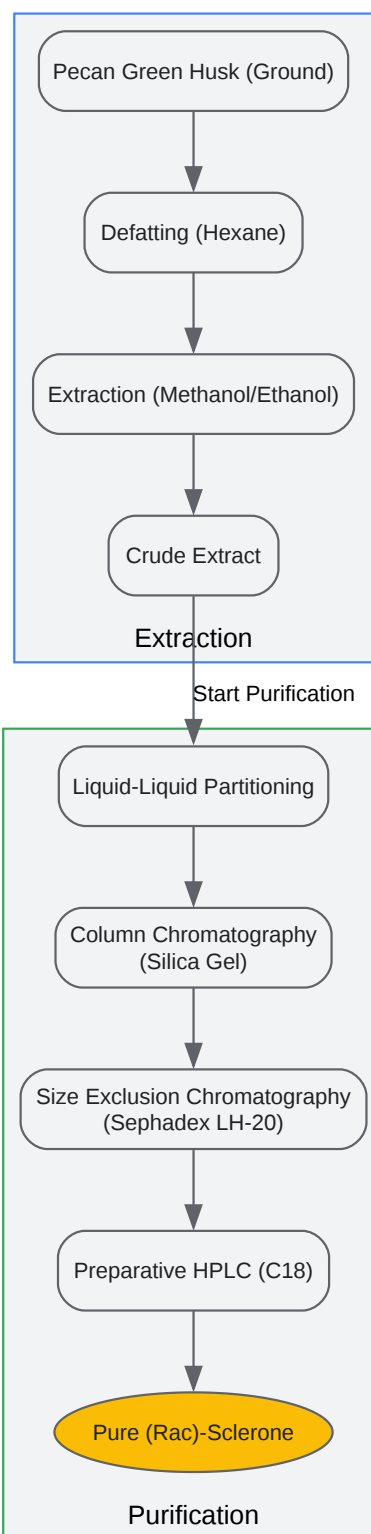 Pecan Green Husk (Ground)
Defatting (Hexane)
Extraction (Methanol/Ethanol)
Crude Extract
Extraction
Start Purification
Liquid-Liquid Partitioning
Column Chromatography
(Silica Gel)
Size Exclusion Chromatography
(Sephadex LH-20)
Preparative HPLC (C18)
Pure (Rac)-Sclerone
Purification